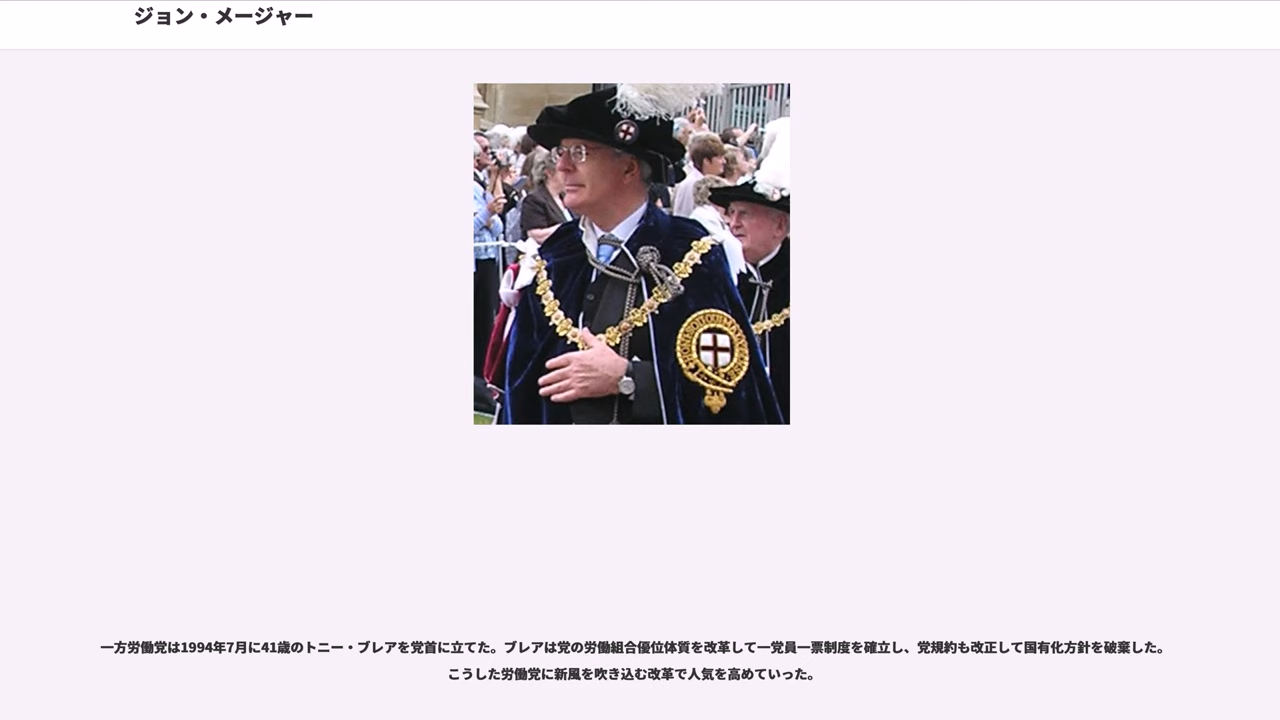 ジョン・メージャー
一方労働党は1994年7月に41歳のトニー・ブレアを党首に立てた。ブレアは党の労働組合優位体質を改革して一党員一票制度を確立し、党規約も改正して国有化方針を破棄した。
こうした労働党に新風を吹き込む改革で人気を高めていった。